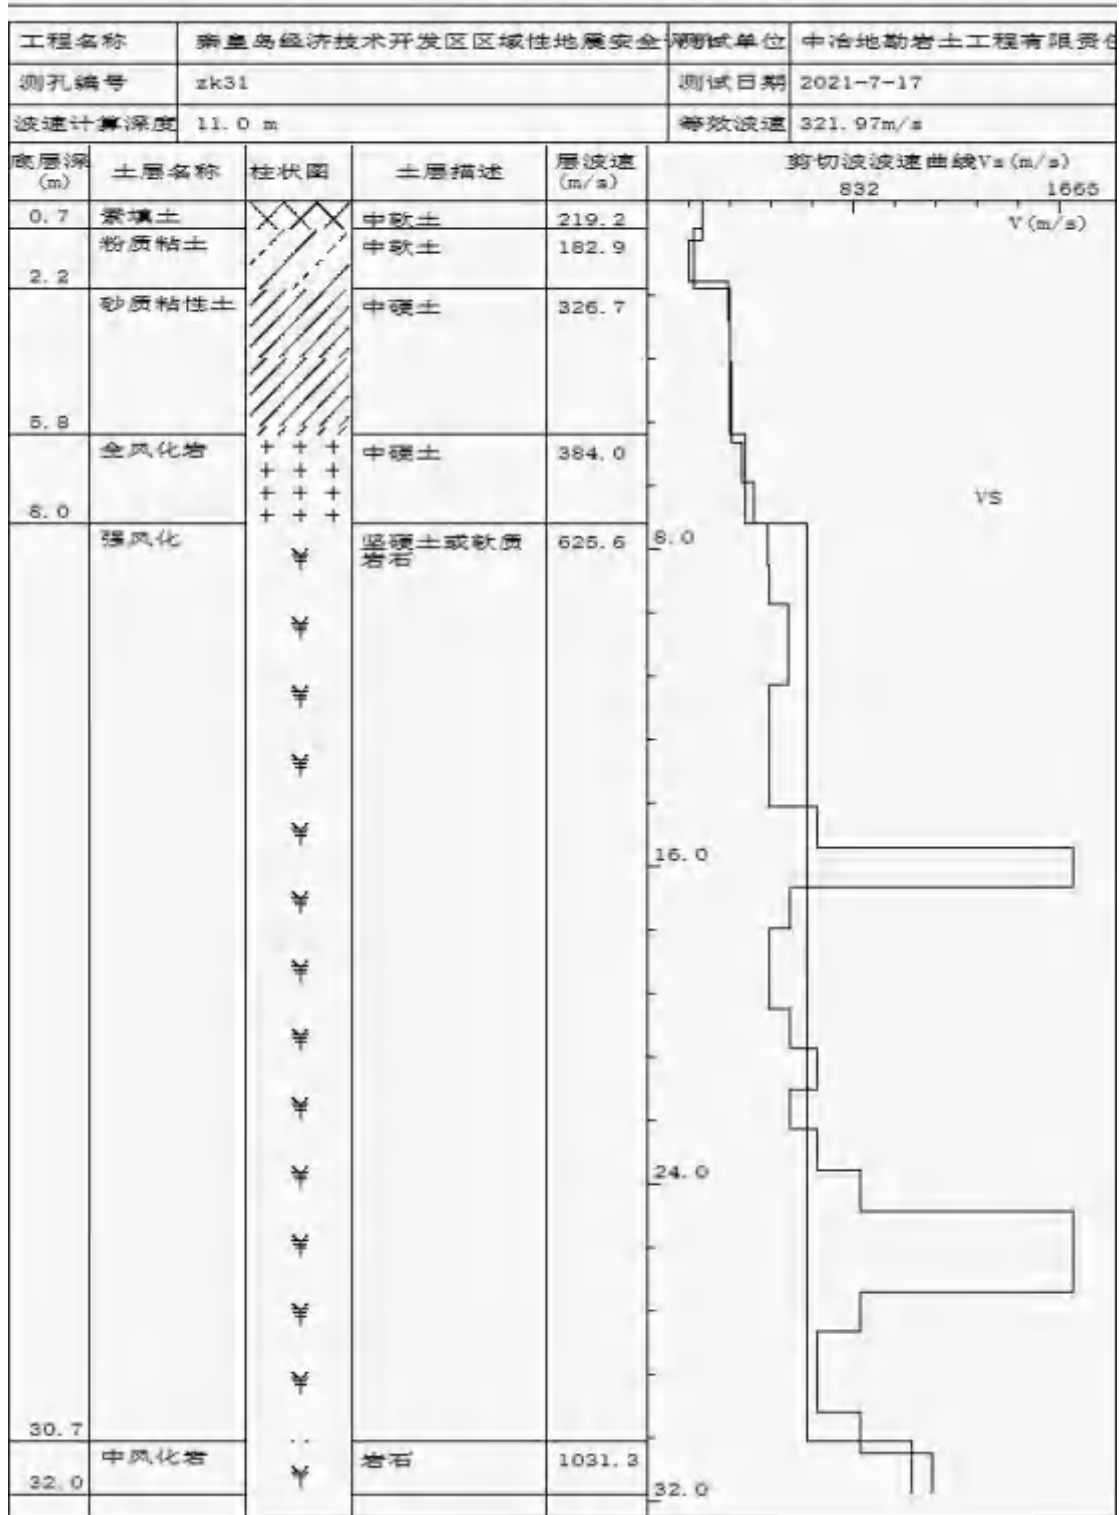 工程名称 秦皇岛经济技术开发区区域性地震安全 测试单位 中冶地勘岩土工程有限责任
测孔编号 zk31 测试日期 2021-7-17
波速计算深度 11.0 m 等效波速 321.97m/s
底层深 土层名称 柱状图 土层描述 层波速 剪切波波速曲线Vs(m/s)
(m) (m/s) 832 1665
0.7 素填土 中软土 219.2 V(m/s)
粉质粘土 中软土 182.9
2.2
砂质粘性土 中硬土 326.7
5.8
全风化岩 中硬土 384.0
VS
8.0
强风化 坚硬土或软质 625.6 8.0
岩石
16.0
24.0
30.7
中风化岩 岩石 1031.3
32.0 32.0